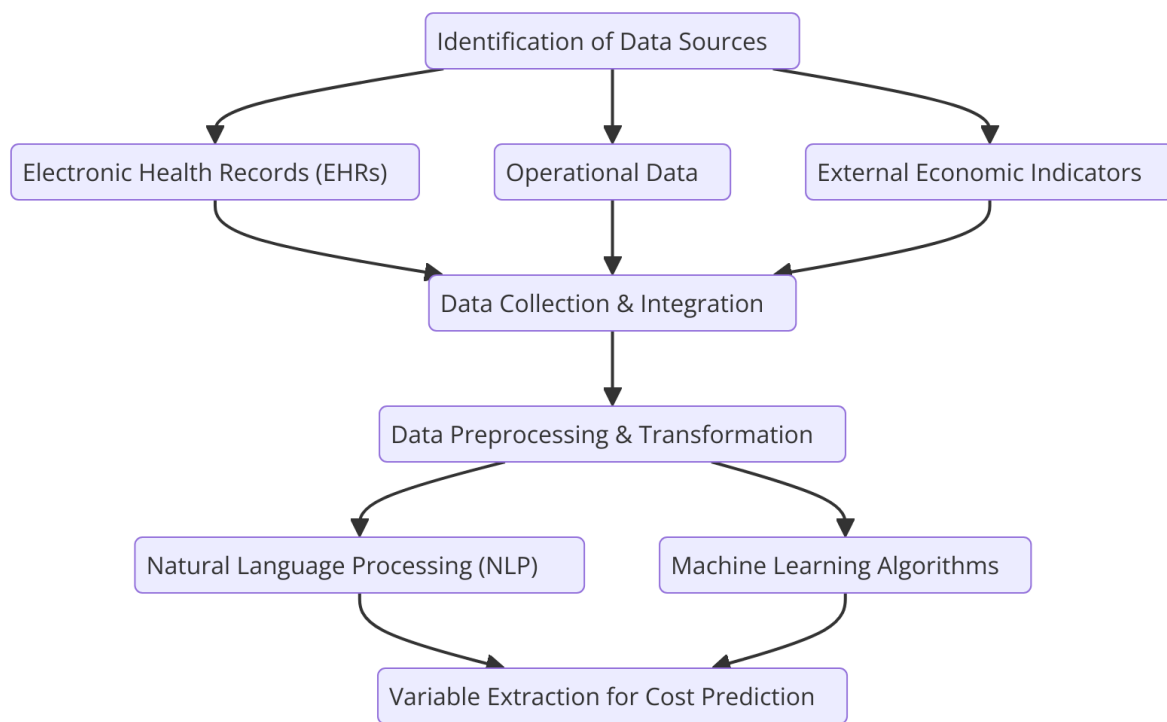 Identification of Data Sources
Electronic Health Records (EHRs)
Operational Data
External Economic Indicators
Data Collection & Integration
Data Preprocessing & Transformation
Natural Language Processing (NLP)
Machine Learning Algorithms
Variable Extraction for Cost Prediction